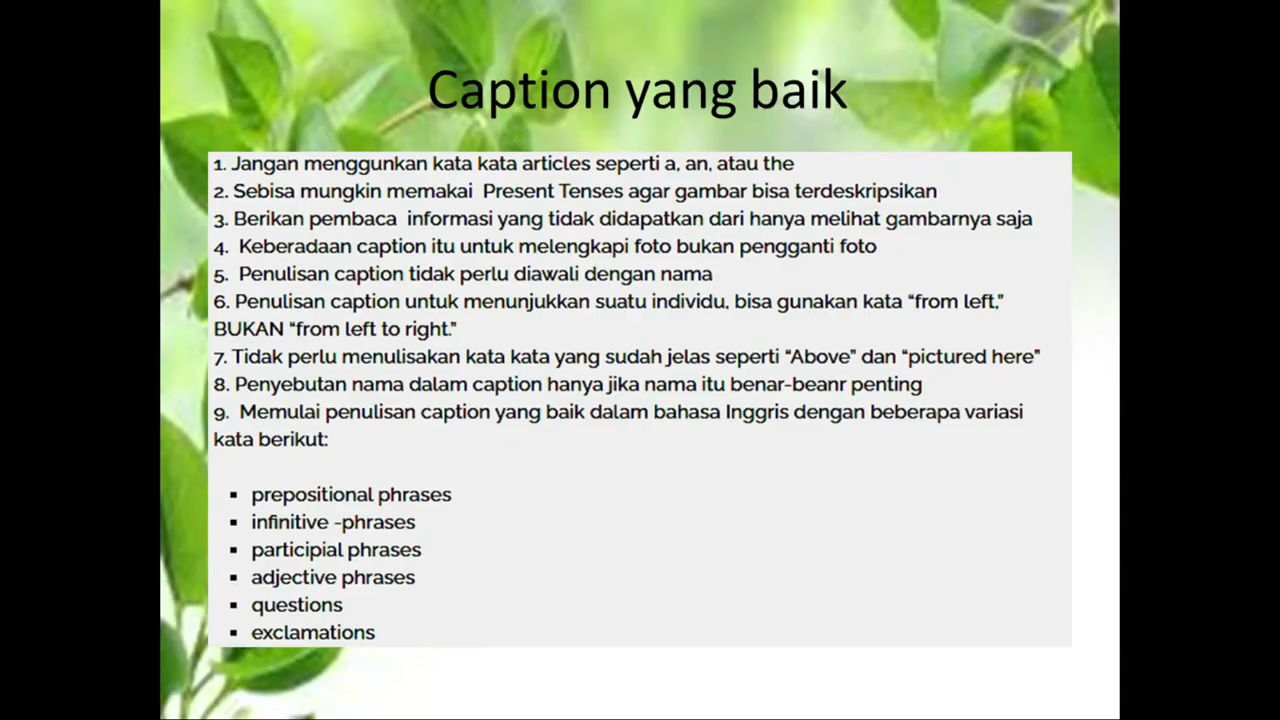 Caption yang baik
1. Jangan menggunkan kata kata articles seperti a, an, atau the
2. Sebisa mungkin memakai  Present Tenses agar gambar bisa terdeskripsikan
3. Berikan pembaca  informasi yang tidak didapatkan dari hanya melihat gambarnya saja
4.  Keberadaan caption itu untuk melengkapi foto bukan pengganti foto
5.  Penulisan caption tidak perlu diawali dengan nama
6. Penulisan caption untuk menunjukkan suatu individu, bisa gunakan kata “from left,”
BUKAN “from left to right.”
7. Tidak perlu menulisakan kata kata yang sudah jelas seperti “Above” dan “pictured here”
8. Penyebutan nama dalam caption hanya jika nama itu benar-beanr penting
9.  Memulai penulisan caption yang baik dalam bahasa Inggris dengan beberapa variasi
kata berikut:
▪ prepositional phrases
▪ infinitive -phrases
▪ participial phrases
▪ adjective phrases
▪ questions
▪ exclamations